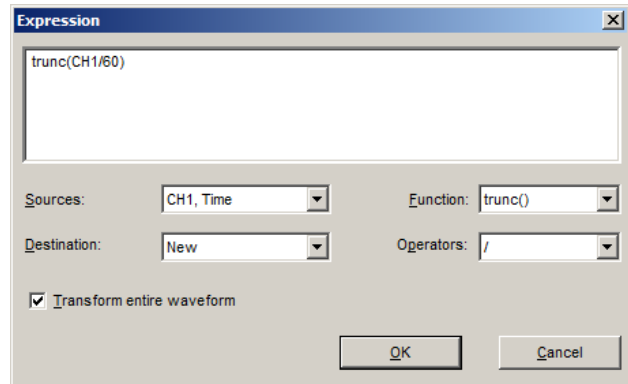 Expression
trunc(CH1/60)
Sources: CH1, Time Function: trunc()
Destination: New Operators: /
Transform entire waveform
OK Cancel